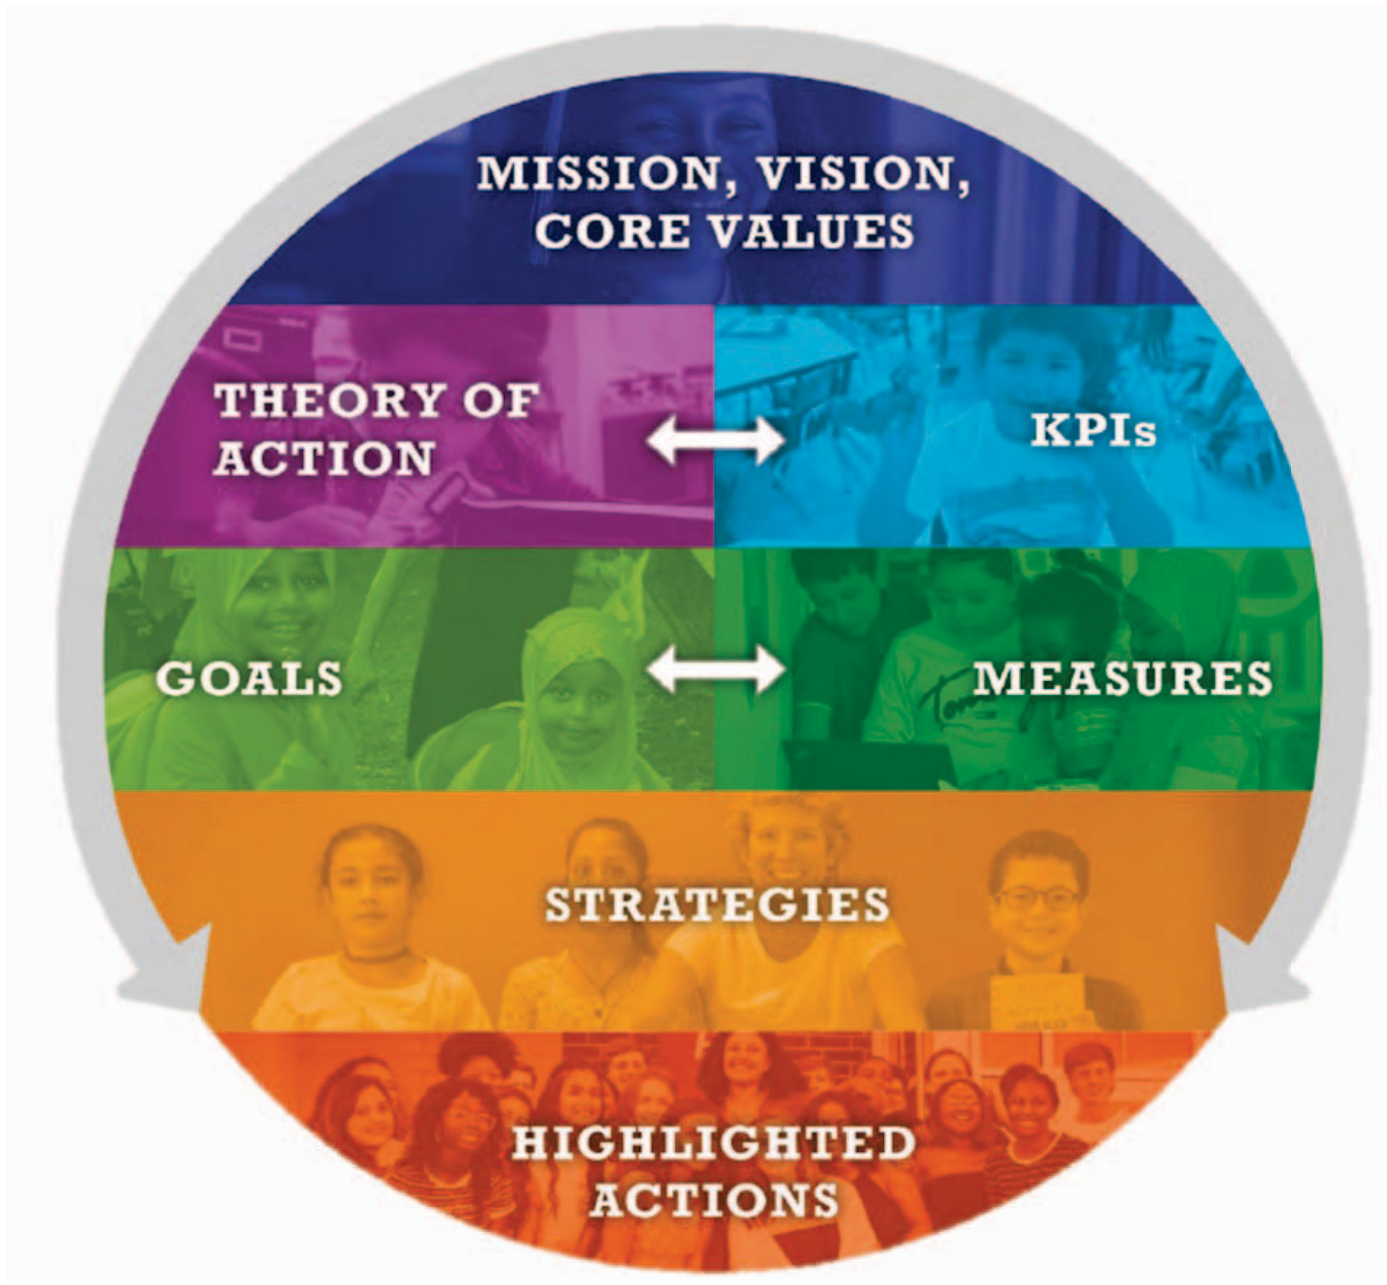 MISSION, VISION,
CORE VALUES
THEORY OF
ACTION
KPIs
GOALS
MEASURES
STRATEGIES
HIGHLIGHTED
ACTIONS